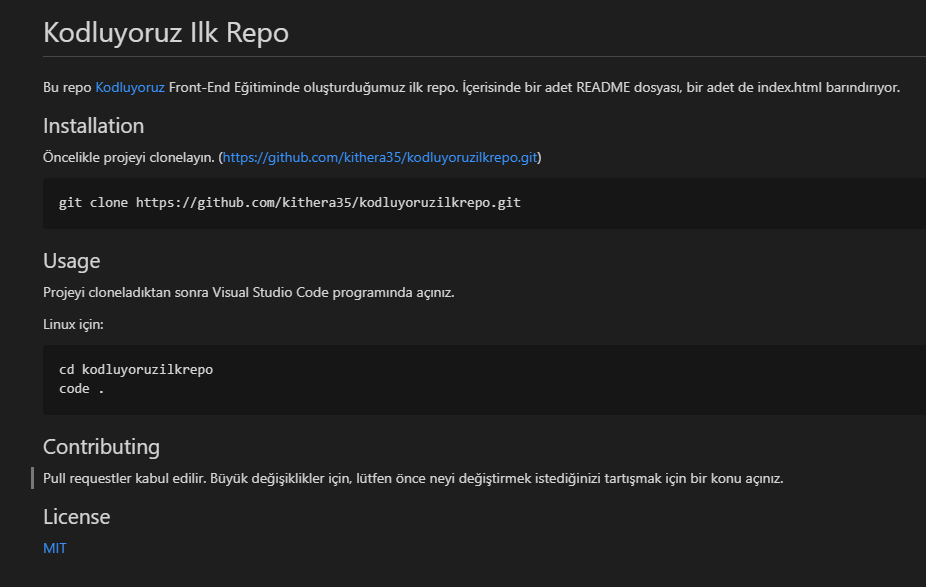 Kodluyoruz Ilk Repo
Bu repo Kodluyoruz Front-End Eğitiminde oluşturduğumuz ilk repo. İçerisinde bir adet README dosyası, bir adet de index.html barındırıyor.
Installation
Öncelikle projeyi clonelayın. (https://github.com/kithera35/kodluyoruzilkrepo.git)
git clone https://github.com/kithera35/kodluyoruzilkrepo.git
Usage
Projeyi cloneladıktan sonra Visual Studio Code programında açınız.
Linux için:
cd kodluyoruzilkrepo
code .
Contributing
Pull requestler kabul edilir. Büyük değişiklikler için, lütfen önce neyi değiştirmek istediğinizi tartışmak için bir konu açınız.
License
MIT